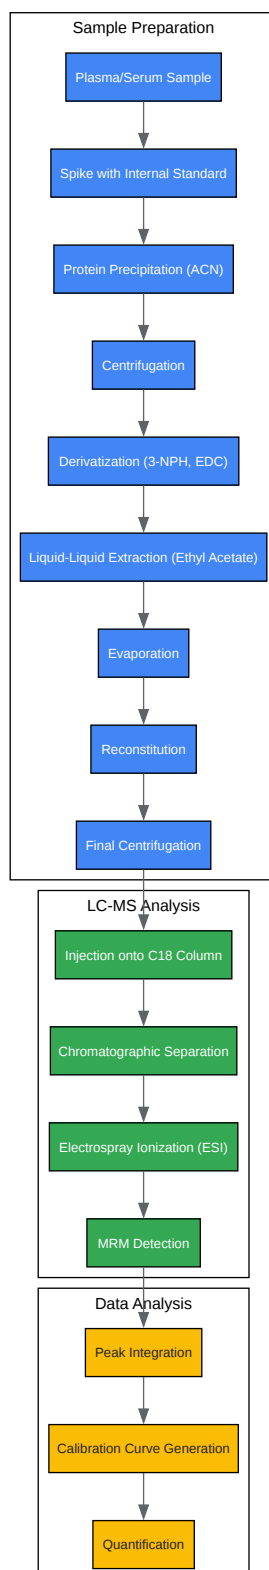 Sample Preparation
Plasma/Serum Sample
Spike with Internal Standard
Protein Precipitation (ACN)
Centrifugation
Derivatization (3-NPH, EDC)
Liquid-Liquid Extraction (Ethyl Acetate)
Evaporation
Reconstitution
Final Centrifugation
LC-MS Analysis
Injection onto C18 Column
Chromatographic Separation
Electrospray Ionization (ESI)
MRM Detection
Data Analysis
Peak Integration
Calibration Curve Generation
Quantification